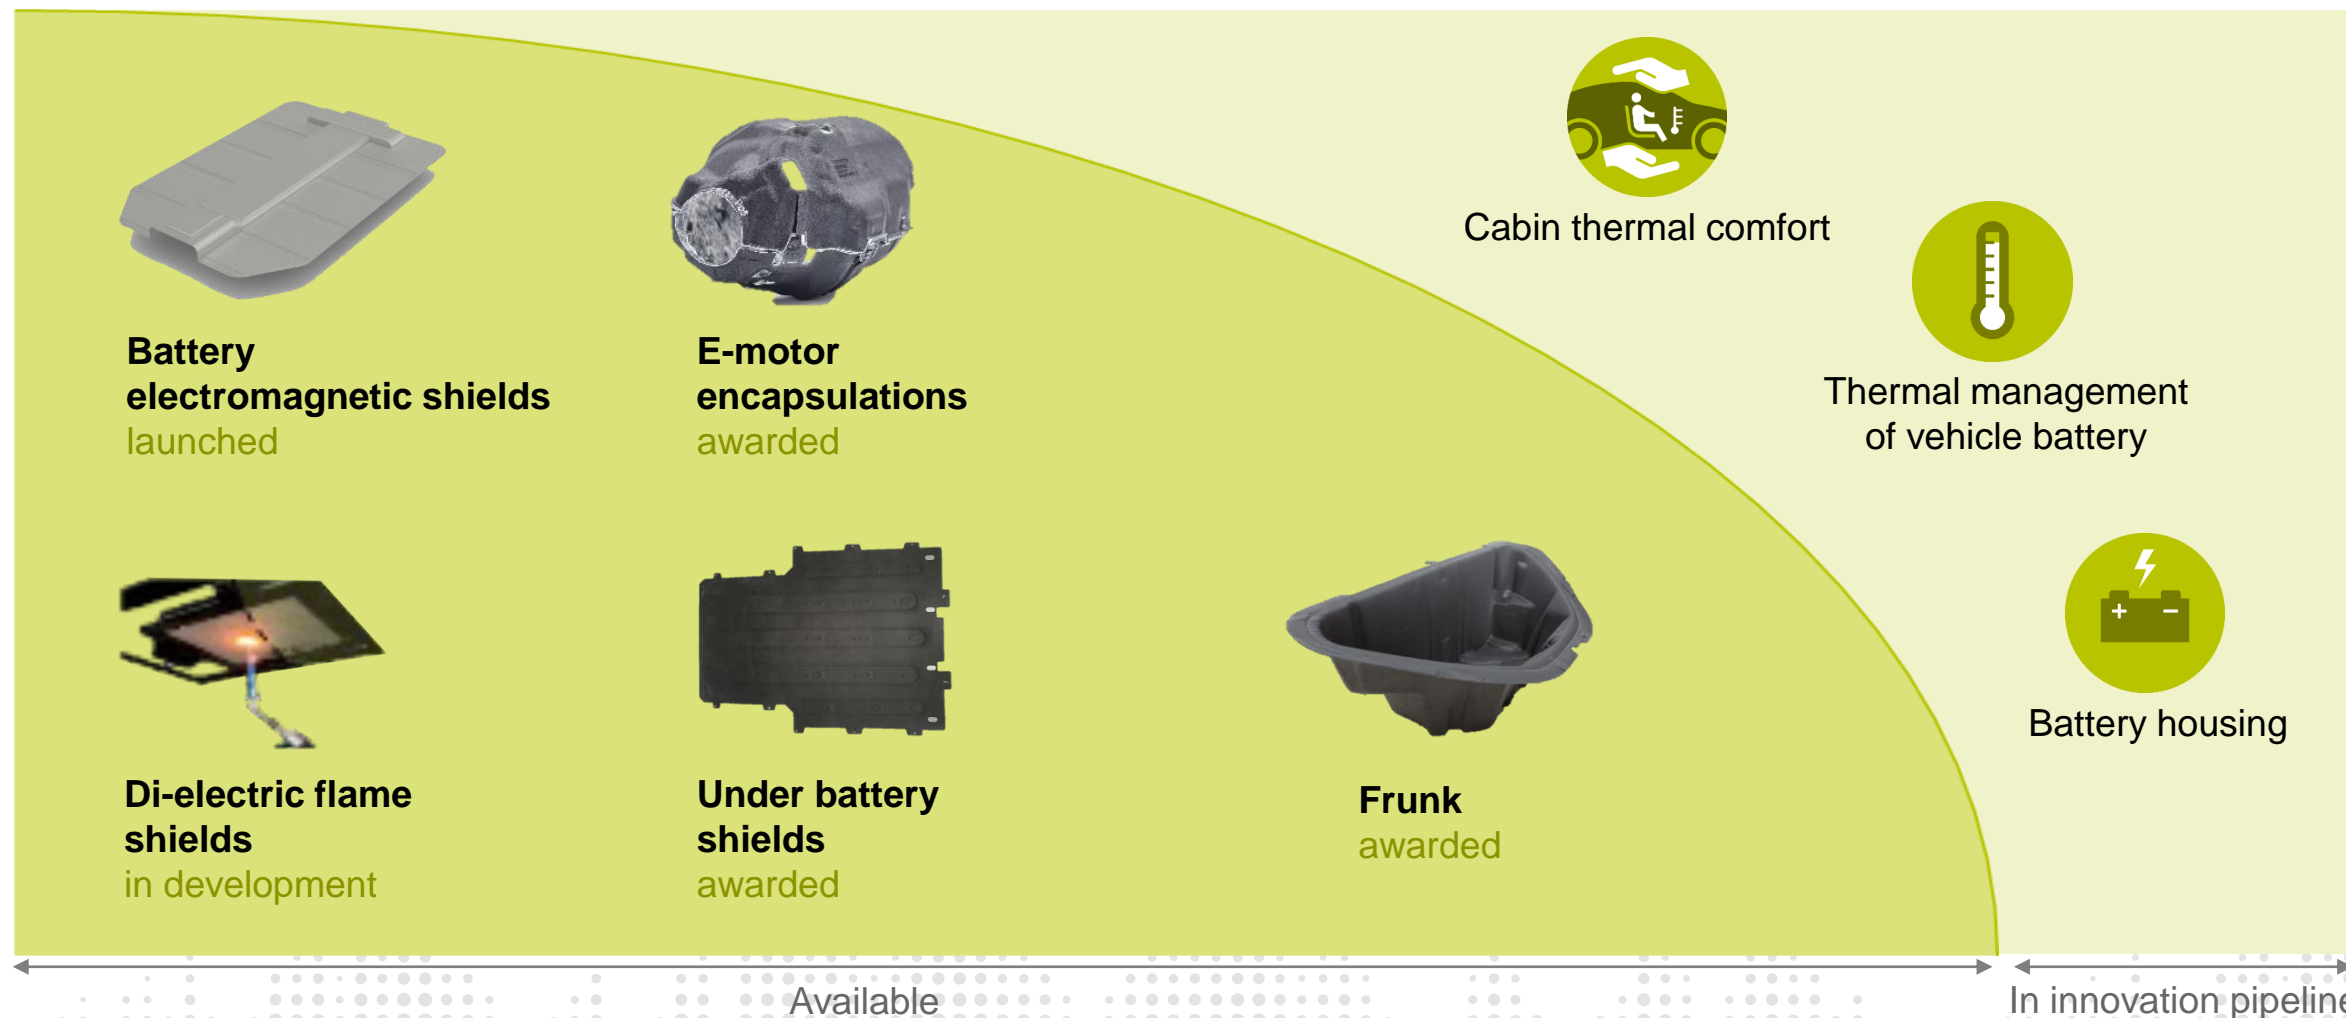 Cabin thermal comfort
Thermal management
of vehicle battery
Battery
electromagnetic shields
launched
E-motor
encapsulations
awarded
Battery housing
Di-electric flame
shields
in development
Under battery
shields
awarded
Frunk
awarded
Available
In innovation pipeline